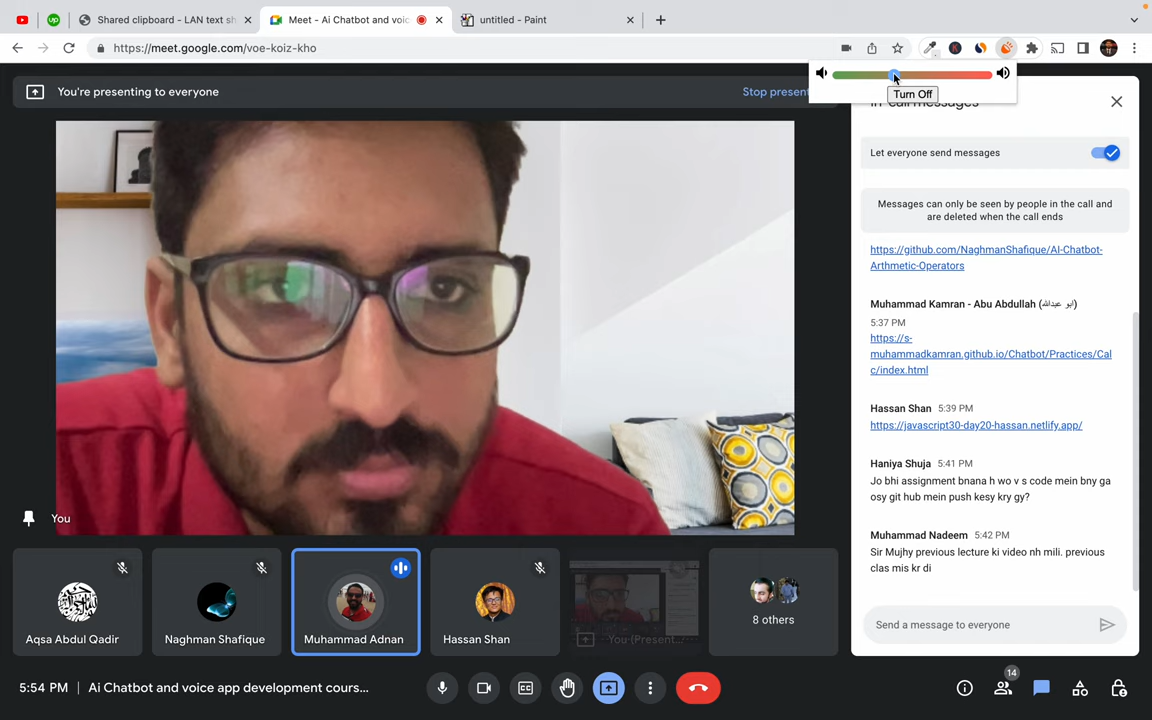 Shared clipboard - LAN text sh
Meet - Ai Chatbot and voic
untitled - Paint
https://meet.google.com/voe-koiz-kho
Turn Off
You're presenting to everyone
Stop present
In-call messages
Let everyone send messages
Messages can only be seen by people in the call and
are deleted when the call ends
https://github.com/NaghmanShafique/AI-Chatbot-
Arithmetic-Operators
Muhammad Kamran - Abu Abdullah (ابو عبدالله)
5:37 PM
https://s-
muhammadkamran.github.io/Chatbot/Practices/Cal
c/index.html
Hassan Shan 5:39 PM
https://javascript30-day20-hassan.netlify.app/
Haniya Shuja 5:41 PM
Jo bhi assignment bnana h wo v s code mein bny ga
osy git hub mein push kesy kry gy?
Muhammad Nadeem 5:42 PM
Sir Mujhy previous lecture ki video nh mili. previous
clas mis kr di
Send a message to everyone
You
Aqsa Abdul Qadir
Naghman Shafique
Muhammad Adnan
Hassan Shan
You (Present...
8 others
5:54 PM | Ai Chatbot and voice app development cours...
14